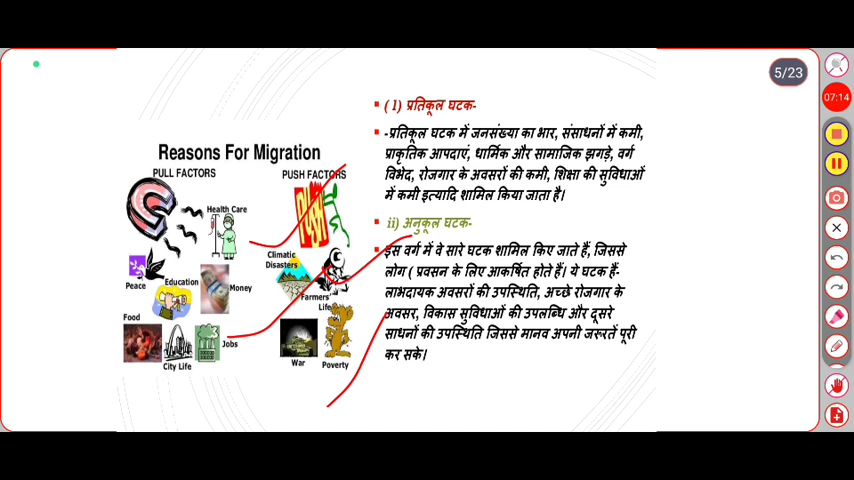 5/23
07:14
( 1) प्रतिकूल घटक-
-प्रतिकूल घटक में जनसंख्या का भार, संसाधनों में कमी,
प्राकृतिक आपदाएं, धार्मिक और सामाजिक झगड़े, वर्ग
विभेद, रोजगार के अवसरों की कमी, शिक्षा की सुविधाओं
में कमी इत्यादि शामिल किया जाता है।
ii) अनुकूल घटक-
इस वर्ग में वे सारे घटक शामिल किए जाते हैं, जिससे
लोग ( प्रवसन के लिए आकर्षित होते हैं। ये घटक हैं-
लाभदायक अवसरों की उपस्थिति, अच्छे रोजगार के
अवसर, विकास सुविधाओं की उपलब्धि और दूसरे
साधनों की उपस्थिति जिससे मानव अपनी जरूरतें पूरी
कर सके।
Reasons For Migration
PULL FACTORS
PUSH FACTORS
Health Care
PUSH
Climatic
Disasters
Peace
Education
Money
Farmers'
Life
Food
Jobs
City Life
War
Poverty